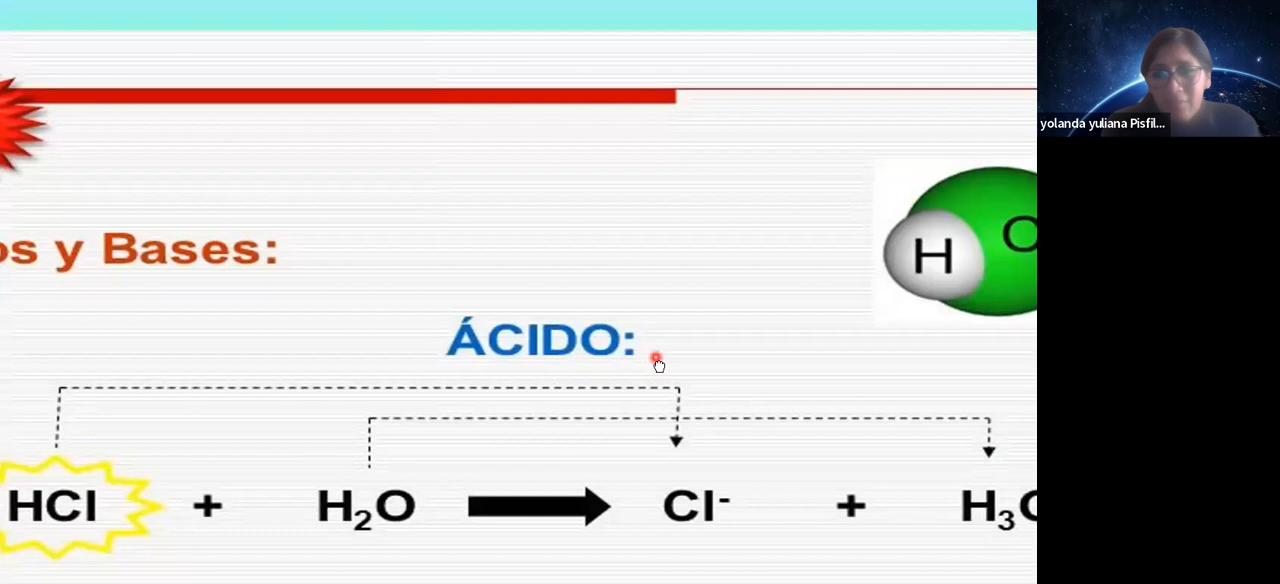 yolanda yuliana Pisfil...
os y Bases:
H
ÁCIDO:
HCl + H₂O Cl⁻ + H₃